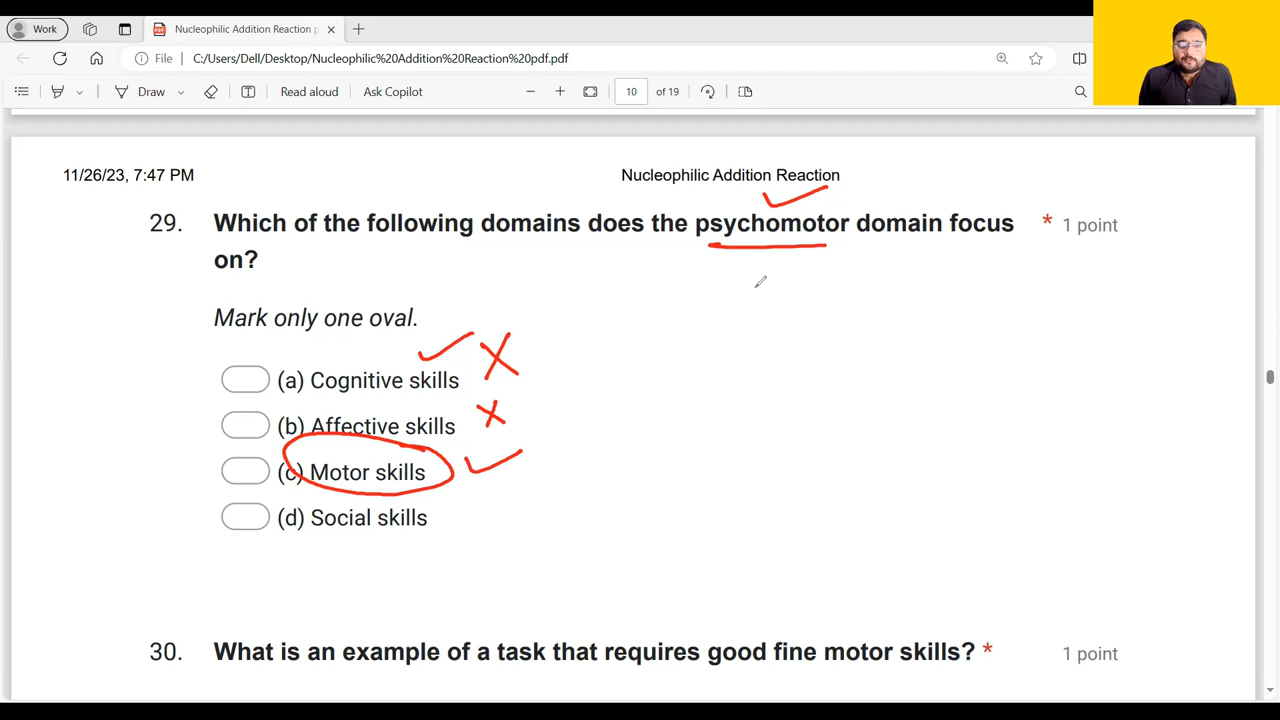 Work
Nucleophilic Addition Reaction p
File C:/Users/Dell/Desktop/Nucleophilic%20Addition%20Reaction%20pdf.pdf
Draw Read aloud Ask Copilot 10 of 19
11/26/23, 7:47 PM Nucleophilic Addition Reaction
29. Which of the following domains does the psychomotor domain focus * 1 point
on?
Mark only one oval.
(a) Cognitive skills
(b) Affective skills
(c) Motor skills
(d) Social skills
30. What is an example of a task that requires good fine motor skills? * 1 point